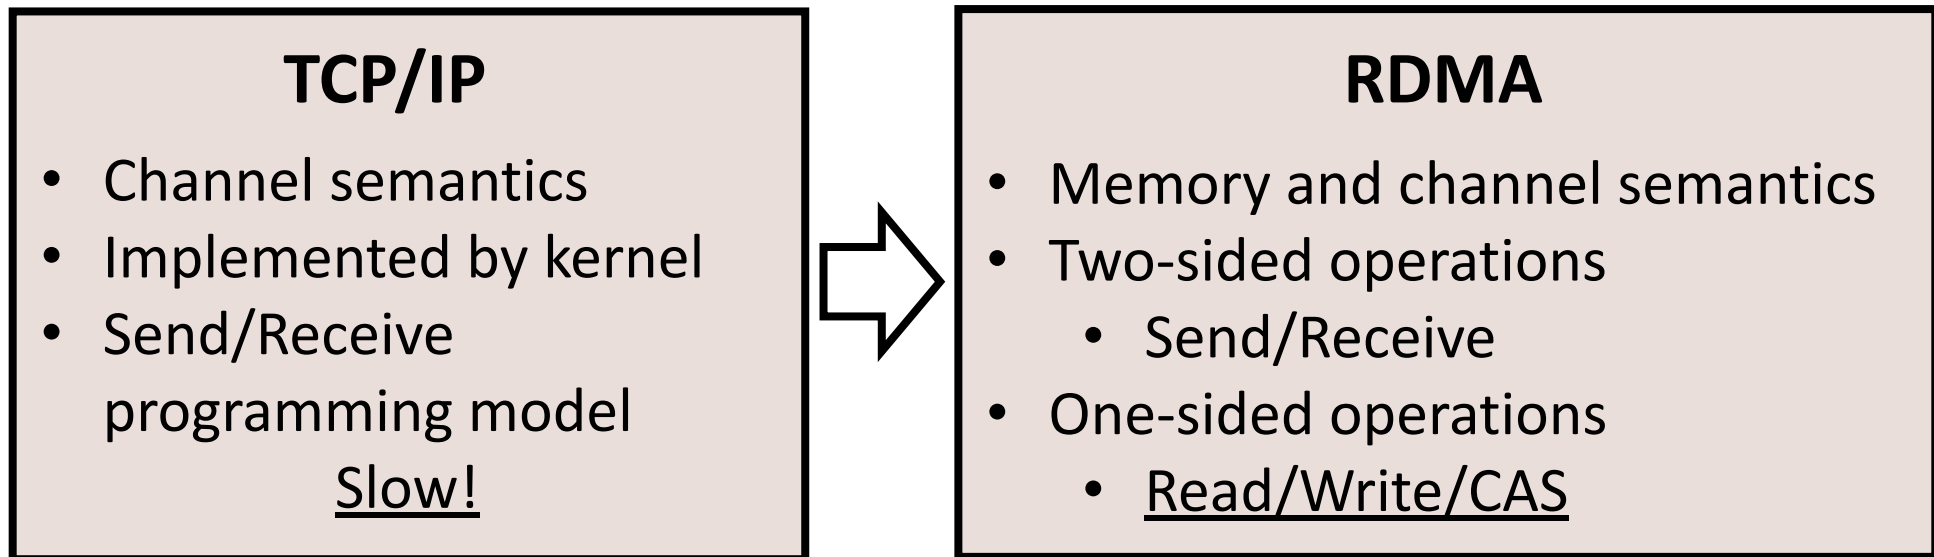 TCP/IP
• Channel semantics
• Implemented by kernel
• Send/Receive
programming model
Slow!
RDMA
• Memory and channel semantics
• Two-sided operations
• Send/Receive
• One-sided operations
• Read/Write/CAS